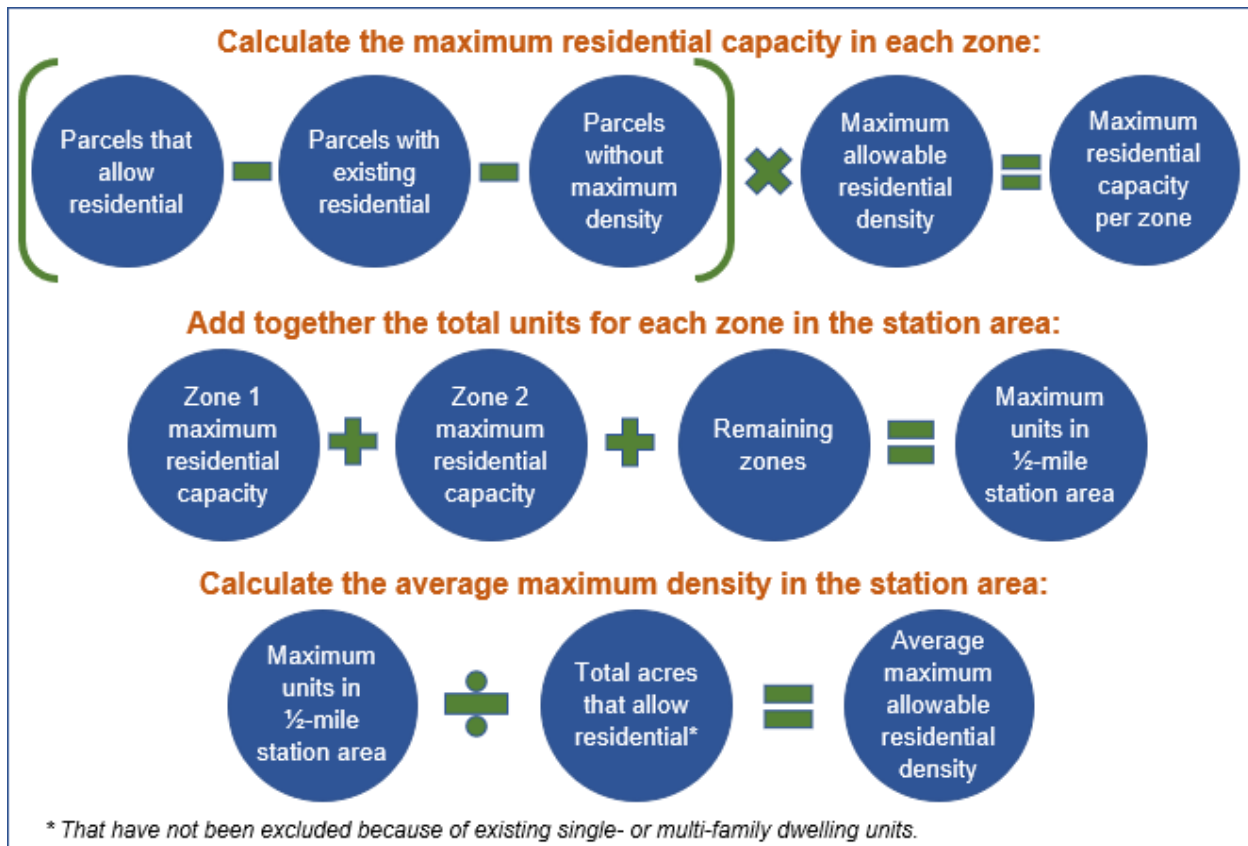 Calculate the maximum residential capacity in each zone:
Parcels that
allow
residential
Parcels with
existing
residential
Parcels
without
maximum
density
Maximum
allowable
residential
density
Maximum
residential
capacity
per zone
Add together the total units for each zone in the station area:
Zone 1
maximum
residential
capacity
Zone 2
maximum
residential
capacity
Remaining
zones
Maximum
units in
½-mile
station area
Calculate the average maximum density in the station area:
Maximum
units in
½-mile
station area
Total acres
that allow
residential*
Average
maximum
allowable
residential
density
* That have not been excluded because of existing single- or multi-family dwelling units.